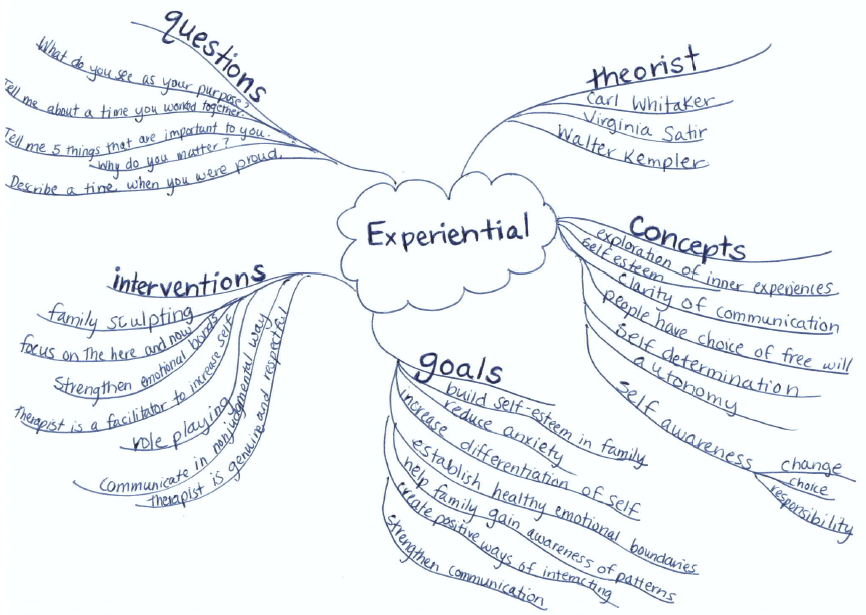 questions
What do you see as your purpose?
Tell me about a time you worked together.
Tell me 5 things that are important to you.
Why do you matter?
Describe a time when you were proud.
theorist
Carl Whitaker
Virginia Satir
Walter Kempler
Experiential
concepts
exploration of inner experiences
self esteem
clarity of communication
people have choice of free will
self determination
autonomy
self awareness
change
choice
responsibility
interventions
family sculpting
focus on The here and now
Strengthen emotional bonds
therapist is a facilitator to increase self
role playing
Communicate in nonjudgmental way
therapist is genuine and respectful
goals
build self-esteem in family
reduce anxiety
increase differentiation of self
establish healthy emotional boundaries
help family gain awareness of patterns
create positive ways of interacting
strengthen communication